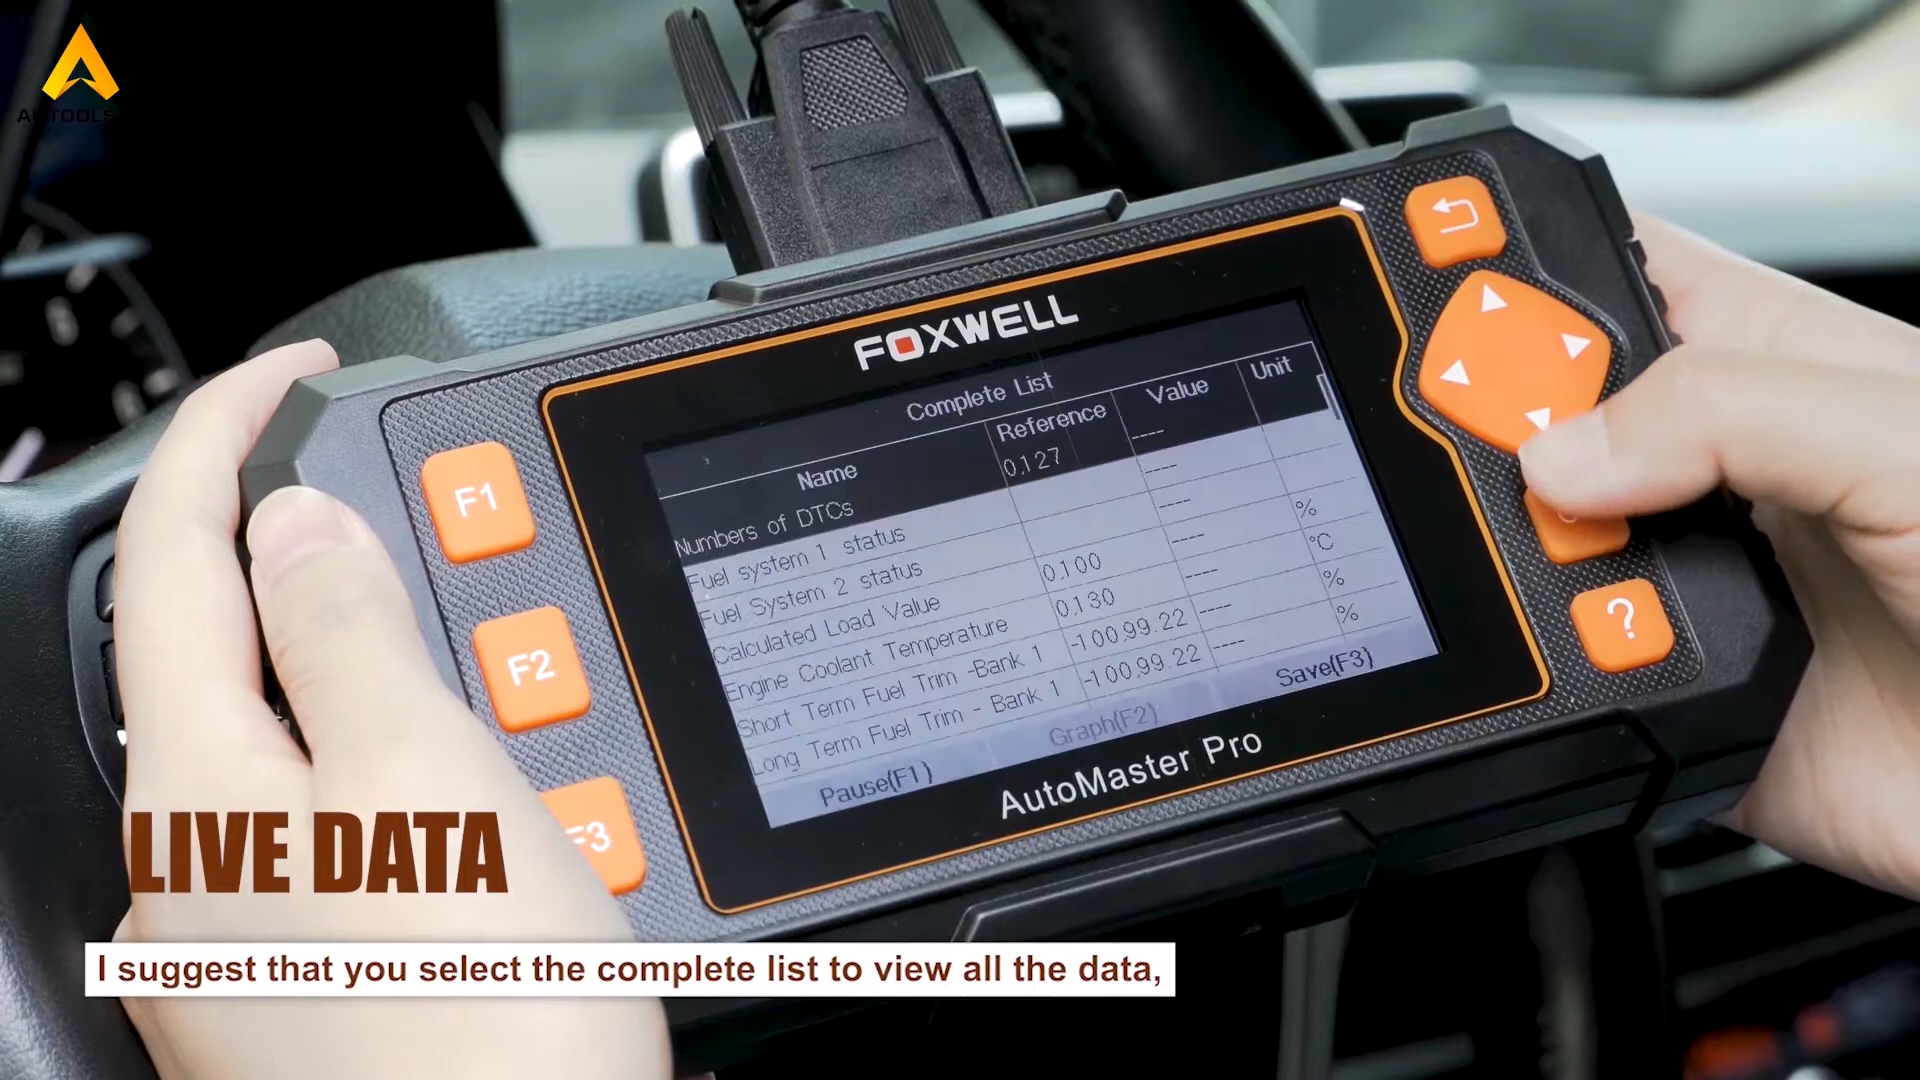 AUTOOLS
FOXWELL
Complete List
Name Reference Value Unit
Numbers of DTCs 0,127 ----
Fuel system 1 status ----
Fuel System 2 status ----
Calculated Load Value 0,100 ---- %
Engine Coolant Temperature 0,130 ---- °C
Short Term Fuel Trim -Bank 1 -100,99.22 ---- %
Long Term Fuel Trim - Bank 1 -100,99.22 ---- %
Pause(F1) Graph(F2) Save(F3)
AutoMaster Pro
F1
F2
F3
?
LIVE DATA
I suggest that you select the complete list to view all the data,